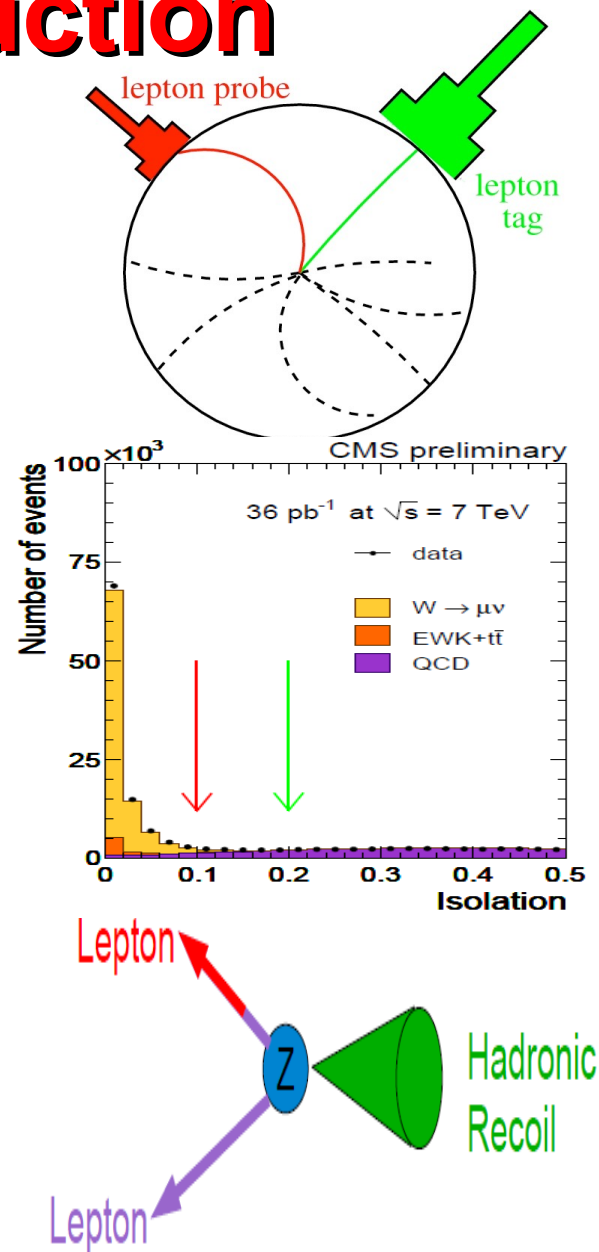 uction
lepton probe
lepton
tag
CMS preliminary
×10³
100
75
50
25
0
Number of events
36 pb⁻¹ at √s = 7 TeV
data
W → μν
EWK+tt̄
QCD
0 0.1 0.2 0.3 0.4 0.5
Isolation
Lepton
Z
Hadronic
Recoil
Lepton